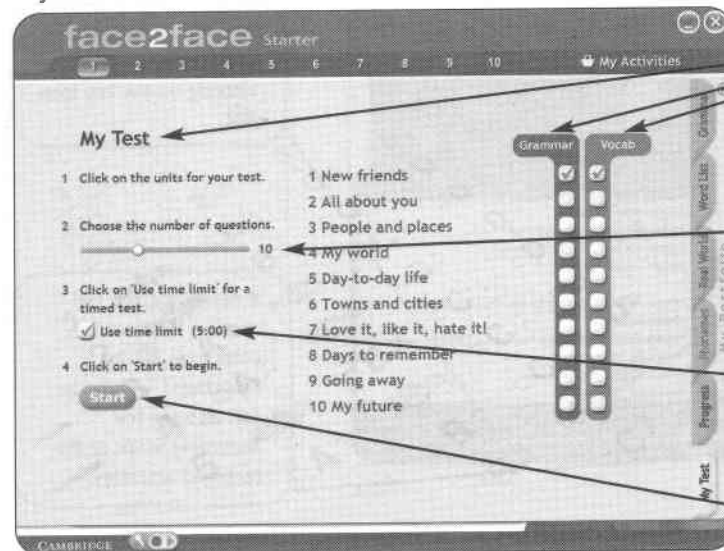 face2face Starter
1 2 3 4 5 6 7 8 9 10 My Activities
My Test
Grammar Vocab
1 Click on the units for your test.
2 Choose the number of questions.
10
3 Click on 'Use time limit' for a
timed test.
Use time limit (5:00)
4 Click on 'Start' to begin.
Start
1 New friends
2 All about you
3 People and places
4 My world
5 Day-to-day life
6 Towns and cities
7 Love it, like it, hate it!
8 Days to remember
9 Going away
10 My future
Grammar
Word List
Real World
Phonemes
Progress
My Test
CAMBRIDGE